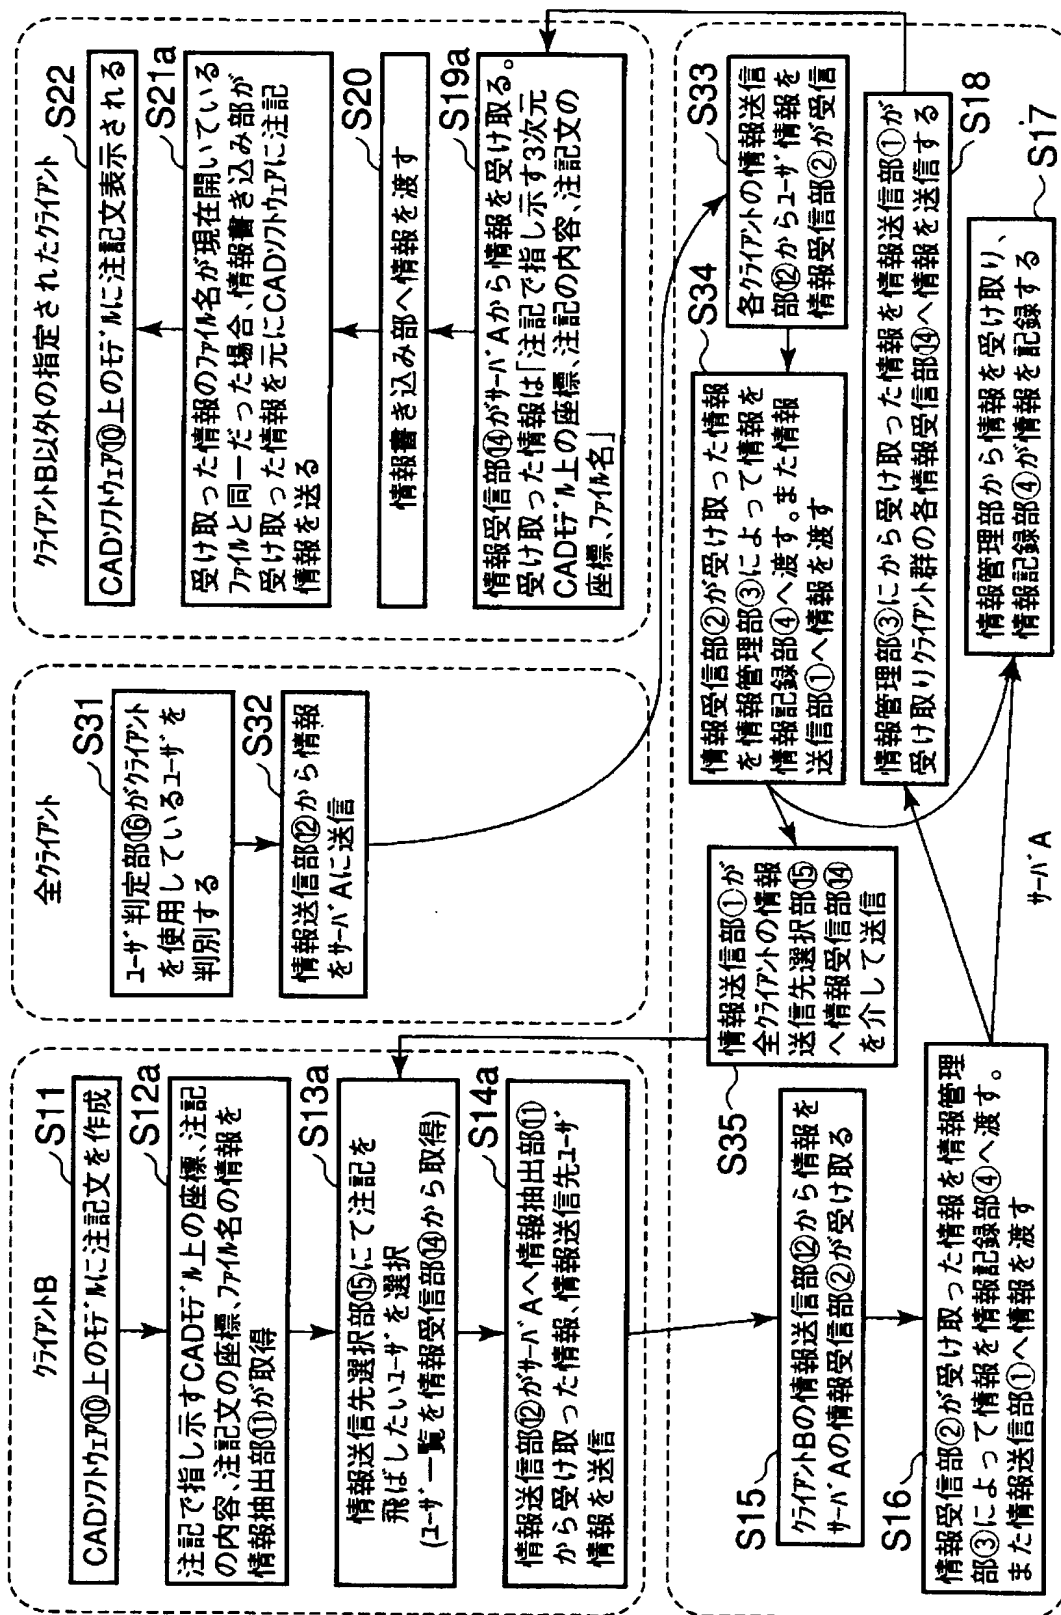 クライアントB
S11
CADソフトウェア⑩上のモデルに注記文を作成
S12a
注記で指し示すCADモデル上の座標、注記
の内容、注記文の座標、ファイル名の情報を
情報抽出部⑪が取得
S13a
情報送信先選択部⑮にて注記を
飛ばしたいユーザを選択
(ユーザ一覧を情報受信部⑭から取得)
S14a
情報送信部⑫がサーバAへ情報抽出部⑪
から受け取った情報、情報送信先ユーザ
情報を送信
全クライアント
S31
ユーザ判定部⑯がクライアント
を使用しているユーザを
判別する
S32
情報送信部⑫から情報
をサーバAに送信
クライアントB以外の指定されたクライアント
S22
CADソフトウェア⑩上のモデルに注記文表示される
S21a
受け取った情報のファイル名が現在開いている
ファイルと同一だった場合、情報書き込み部が
受け取った情報を元にCADソフトウェアに注記
情報を送る
S20
情報書き込み部へ情報を渡す
S19a
情報受信部⑭がサーバAから情報を受け取る。
受け取った情報は「注記で指し示す3次元
CADモデル上の座標、注記の内容、注記文の
座標、ファイル名」
S15
クライアントBの情報送信部⑫から情報を
サーバAの情報受信部②が受け取る
S16
情報受信部②が受け取った情報を情報管理
部③によって情報を情報記録部④へ渡す。
また情報送信部①へ情報を渡す
S35
情報送信部①が
全クライアントの情報
送信先選択部⑮
へ情報受信部⑭
を介して送信
S34
情報受信部②が受け取った情報
を情報管理部③によって情報を
情報記録部④へ渡す。また情報
送信部①へ情報を渡す
S33
各クライアントの情報送信
部⑫からユーザ情報を
情報受信部②が受信
情報管理部③にから受け取った情報を情報送信部①が
受け取りクライアント群の各情報受信部⑭へ情報を送信する
S18
情報管理部から情報を受け取り、
情報記録部④が情報を記録する
S17
サーバA